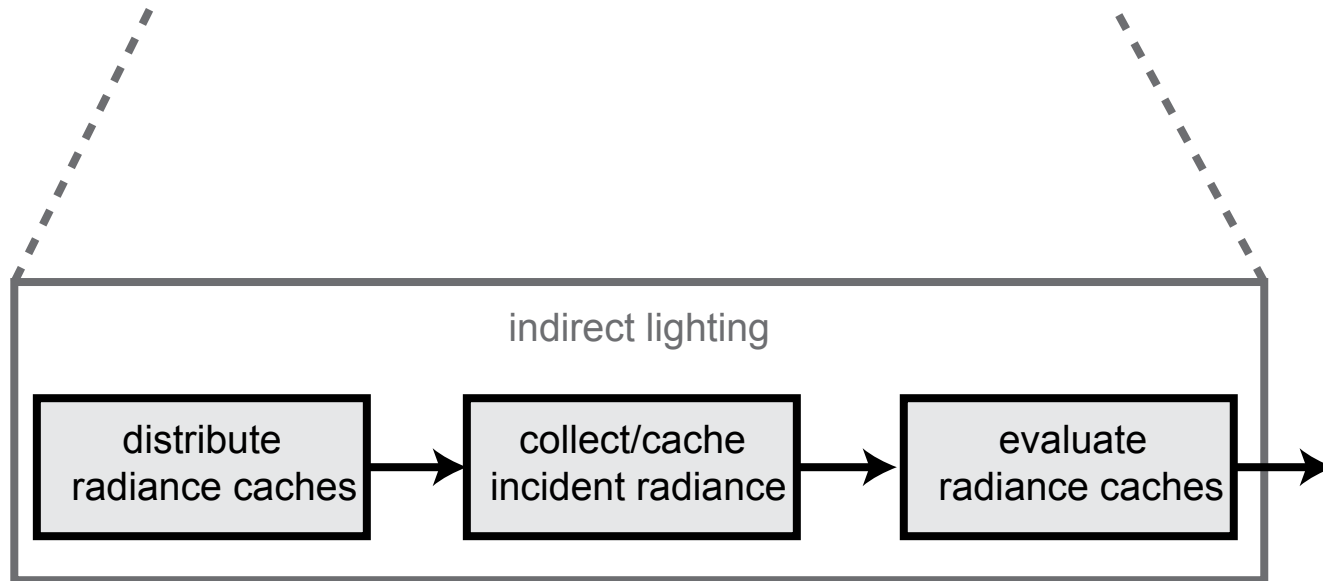 indirect lighting
distribute
radiance caches
collect/cache
incident radiance
evaluate
radiance caches